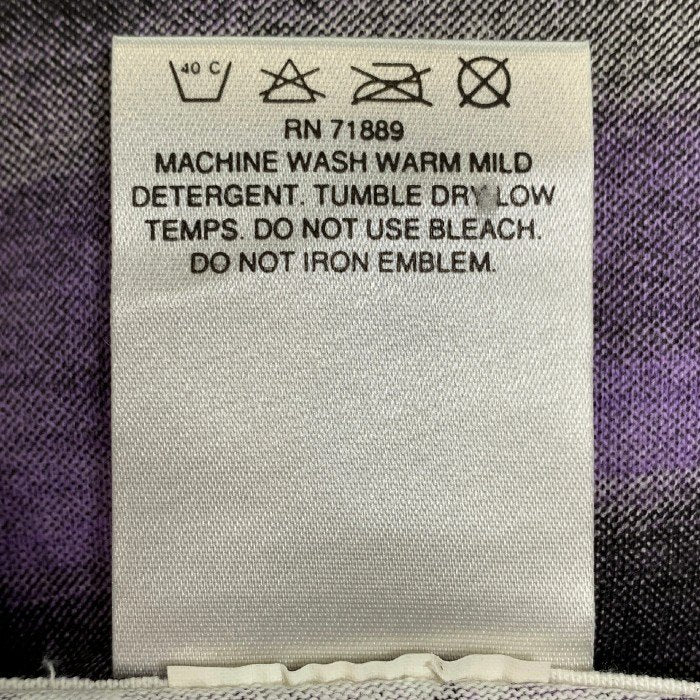 40 C
RN 71889
MACHINE WASH WARM MILD
DETERGENT. TUMBLE DRY LOW
TEMPS. DO NOT USE BLEACH.
DO NOT IRON EMBLEM.